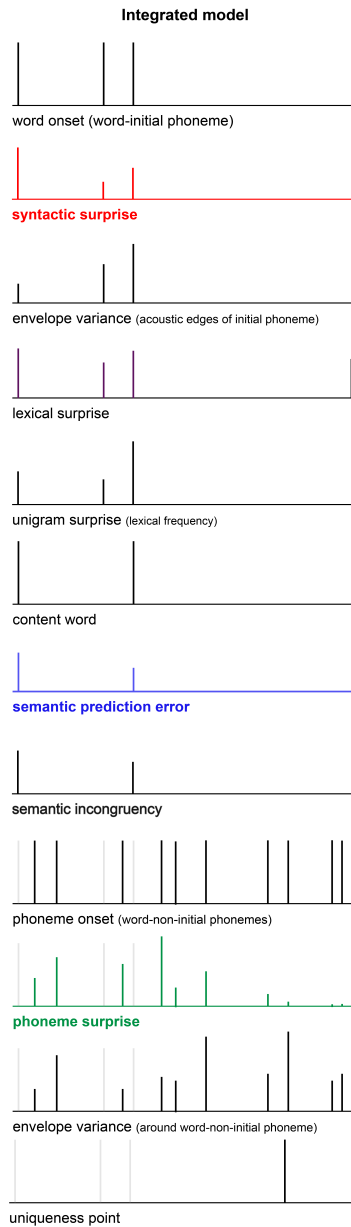 Integrated model
word onset (word-initial phoneme)
syntactic surprise
envelope variance (acoustic edges of initial phoneme)
lexical surprise
unigram surprise (lexical frequency)
content word
semantic prediction error
semantic incongruency
phoneme onset (word-non-initial phonemes)
phoneme surprise
envelope variance (around word-non-initial phoneme)
uniqueness point